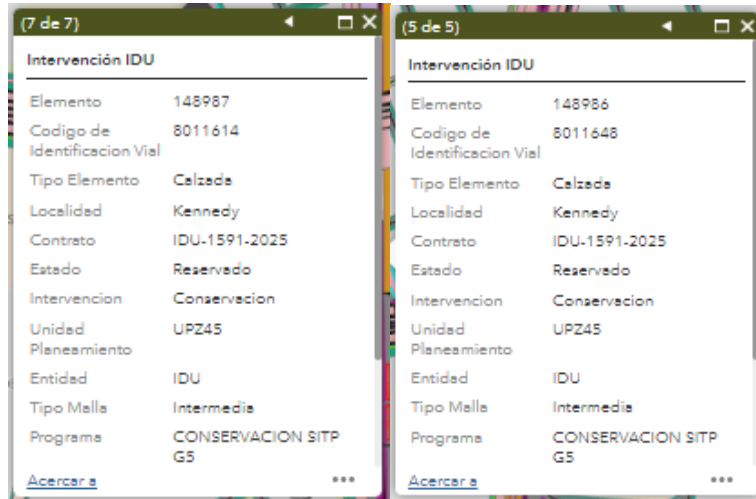 (7 de 7)
Intervención IDU
Elemento 148987
Codigo de Identificacion Vial 8011614
Tipo Elemento Calzada
Localidad Kennedy
Contrato IDU-1591-2025
Estado Reservado
Intervencion Conservacion
Unidad Planeamiento UPZ45
Entidad IDU
Tipo Malla Intermedia
Programa CONSERVACION SITP G5
Acercar a
(5 de 5)
Intervención IDU
Elemento 148986
Codigo de Identificacion Vial 8011648
Tipo Elemento Calzada
Localidad Kennedy
Contrato IDU-1591-2025
Estado Reservado
Intervencion Conservacion
Unidad Planeamiento UPZ45
Entidad IDU
Tipo Malla Intermedia
Programa CONSERVACION SITP G5
Acercar a